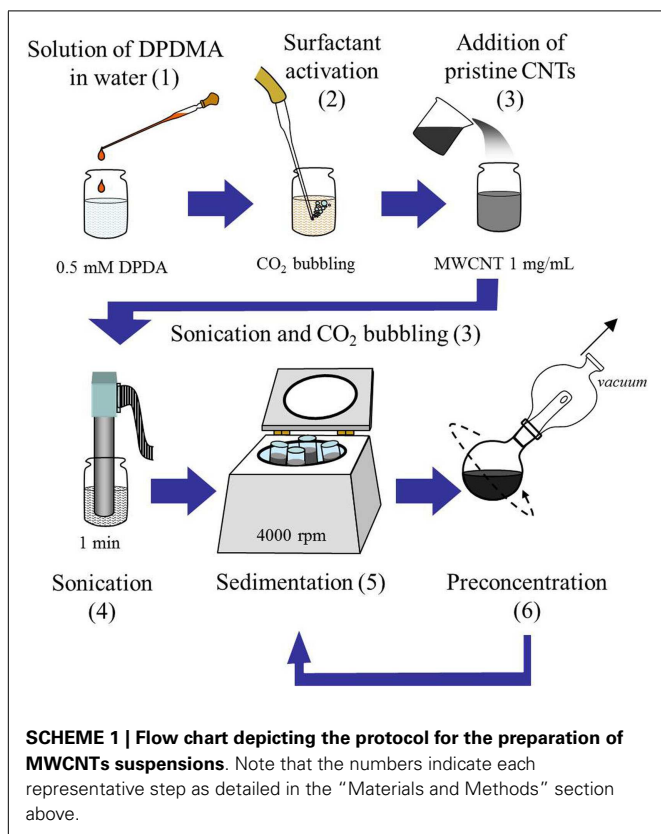 Solution of DPDMA
in water (1)
Surfactant
activation
(2)
Addition of
pristine CNTs
(3)
0.5 mM DPDA
CO₂ bubbling
MWCNT 1 mg/mL
Sonication and CO₂ bubbling (3)
vacuum
1 min
4000 rpm
Sonication
(4)
Sedimentation (5)
Preconcentration
(6)
SCHEME 1 | Flow chart depicting the protocol for the preparation of
MWCNTs suspensions. Note that the numbers indicate each
representative step as detailed in the “Materials and Methods” section
above.